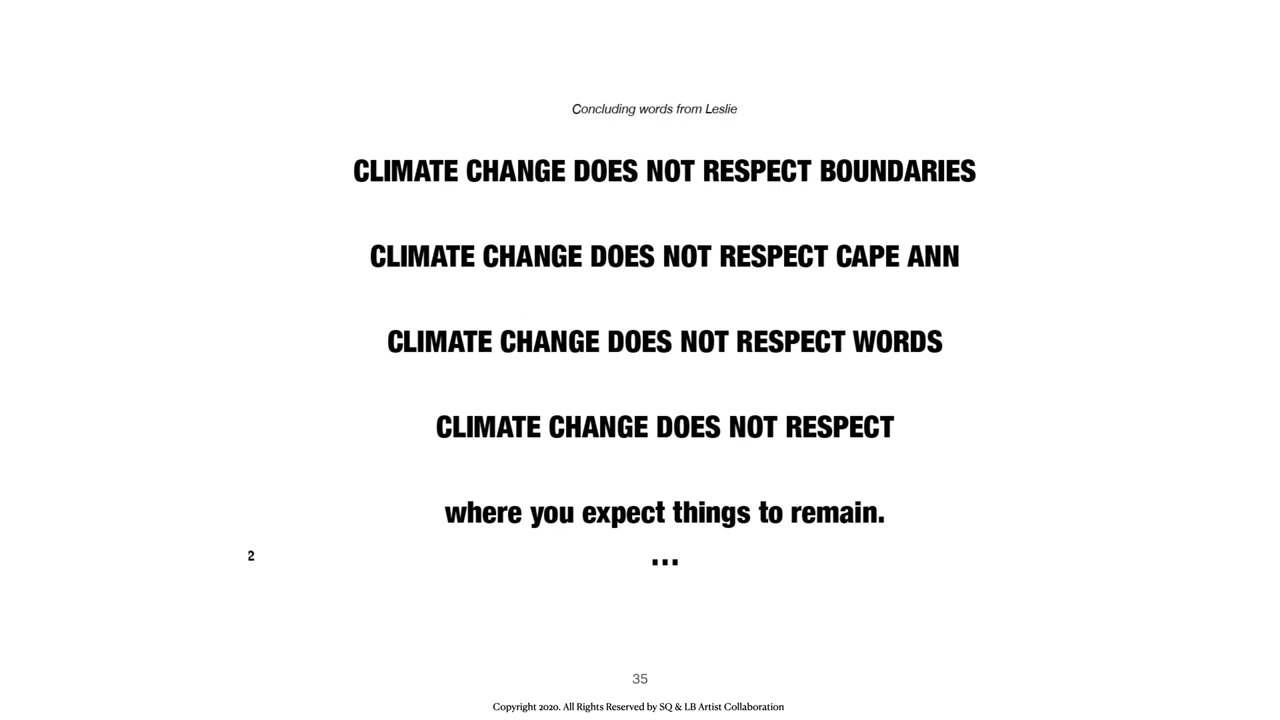 Concluding words from Leslie
CLIMATE CHANGE DOES NOT RESPECT BOUNDARIES
CLIMATE CHANGE DOES NOT RESPECT CAPE ANN
CLIMATE CHANGE DOES NOT RESPECT WORDS
CLIMATE CHANGE DOES NOT RESPECT
where you expect things to remain.
2
...
35
Copyright 2020. All Rights Reserved by SQ & LB Artist Collaboration